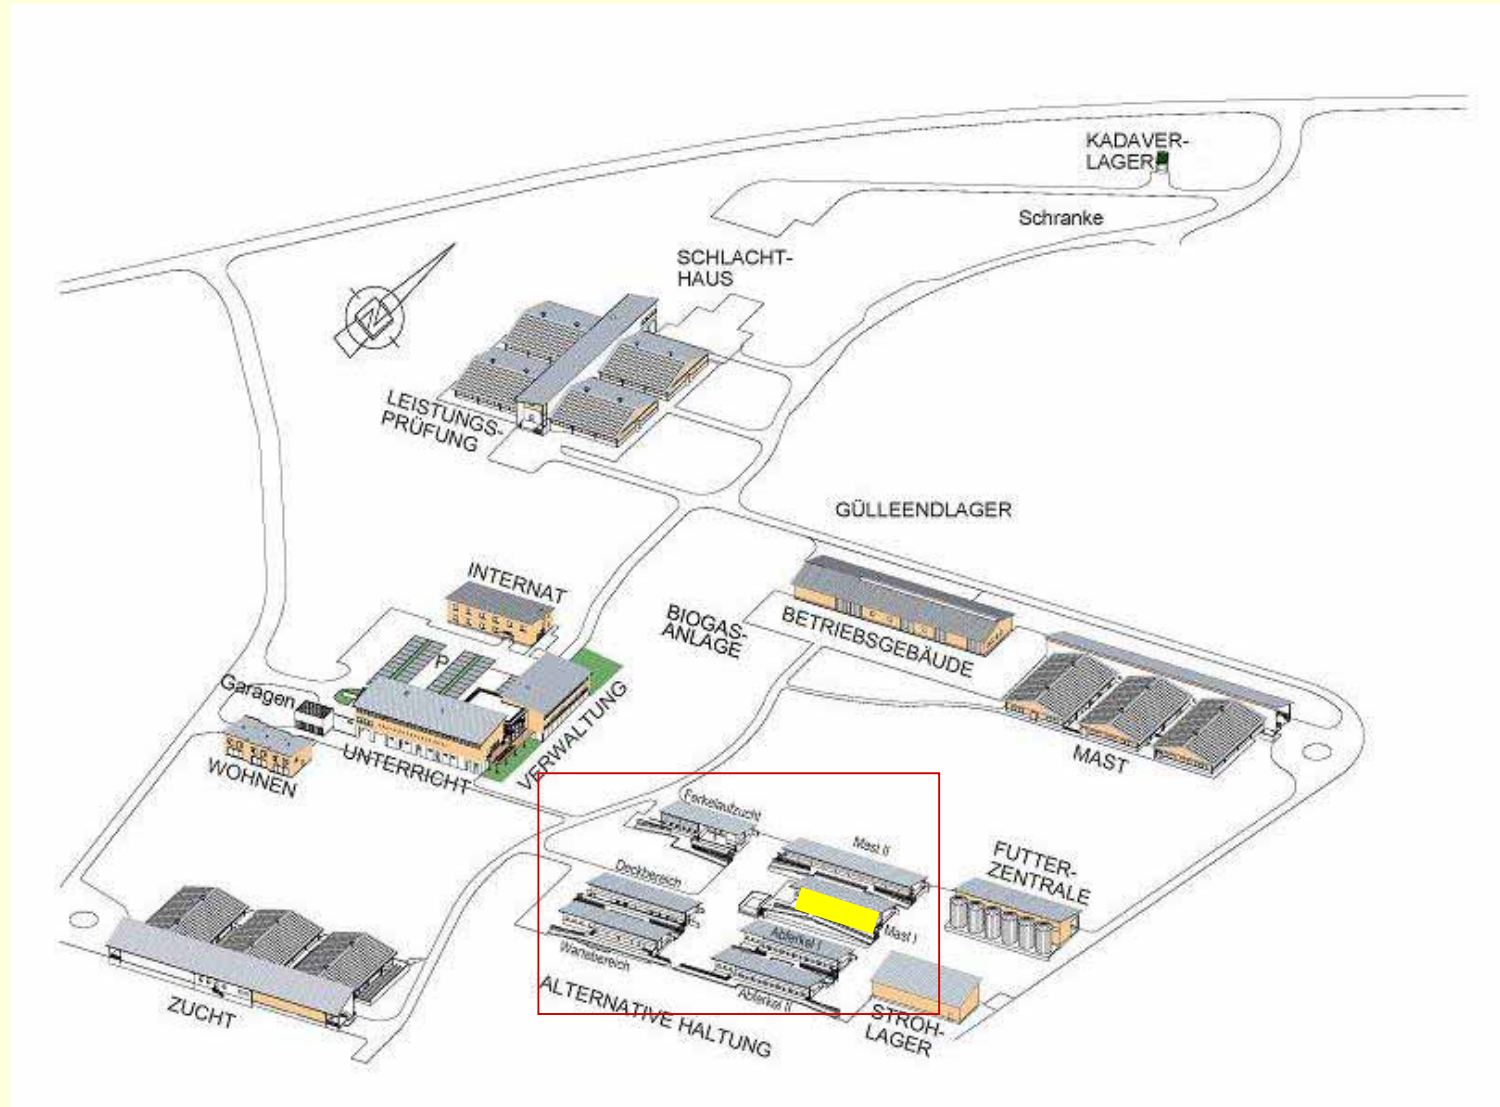 KADAVER-
LAGER
Schranke
SCHLACHT-
HAUS
LEISTUNGS-
PRÜFUNG
GÜLLEENDLAGER
INTERNAT
BIOGAS-
ANLAGE
BETRIEBSGEBÄUDE
P
Garagen
VERWALTUNG
UNTERRICHT
WOHNEN
MAST
Ferkelaufzucht
Mast II
FUTTER-
ZENTRALE
Deckbereich
Mast I
Abferkel I
Wartebereich
Abferkel II
ALTERNATIVE HALTUNG
STROH-
LAGER
ZUCHT